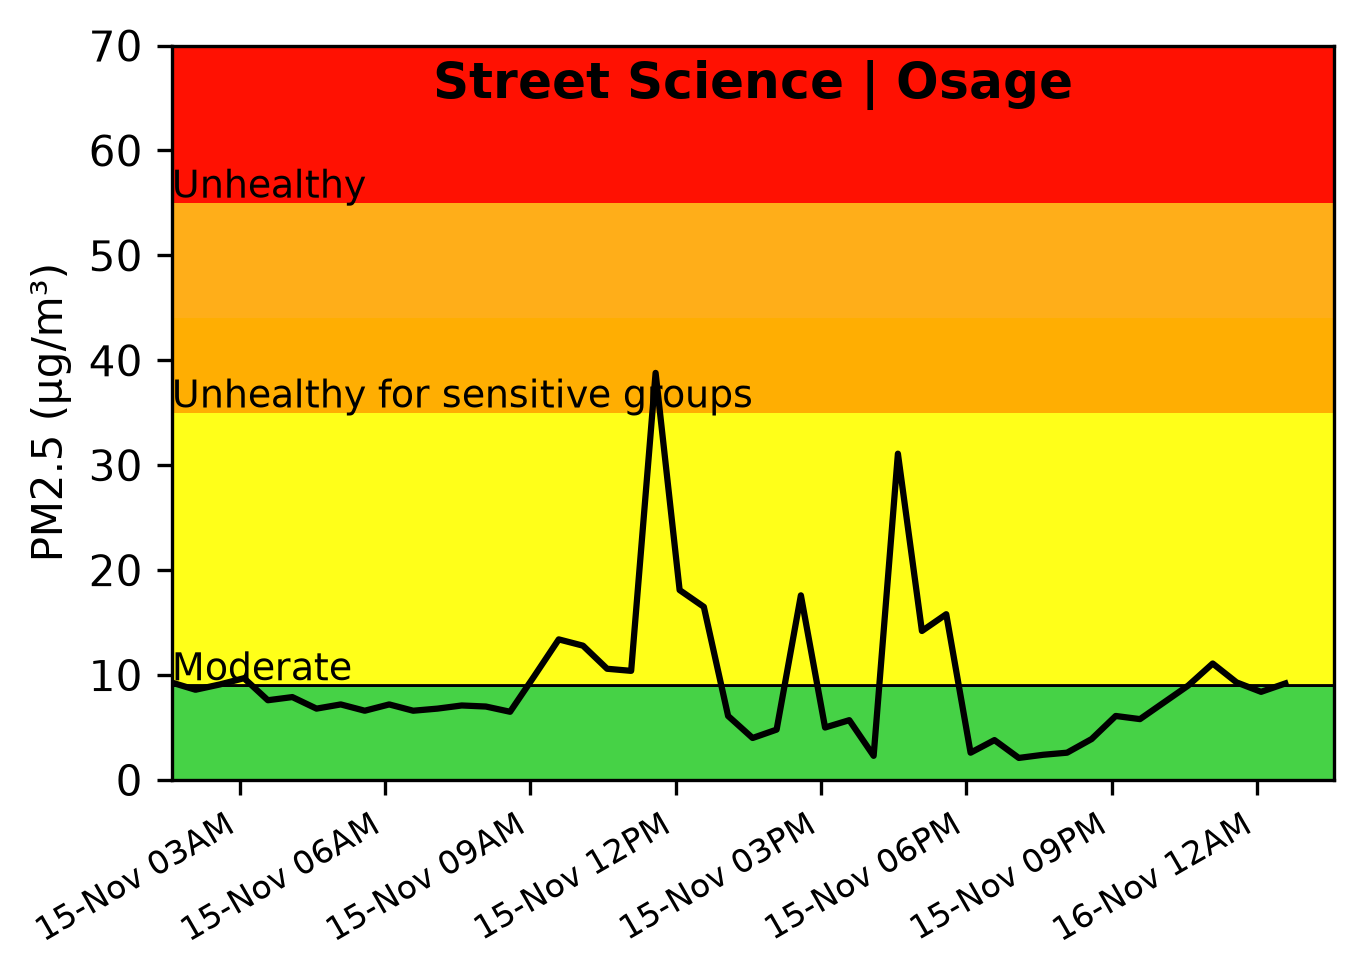 Street Science | Osage
PM2.5 (µg/m³)
70
60
50
40
30
20
10
0
Unhealthy
Unhealthy for sensitive groups
Moderate
15-Nov 03AM
15-Nov 06AM
15-Nov 09AM
15-Nov 12PM
15-Nov 03PM
15-Nov 06PM
15-Nov 09PM
16-Nov 12AM